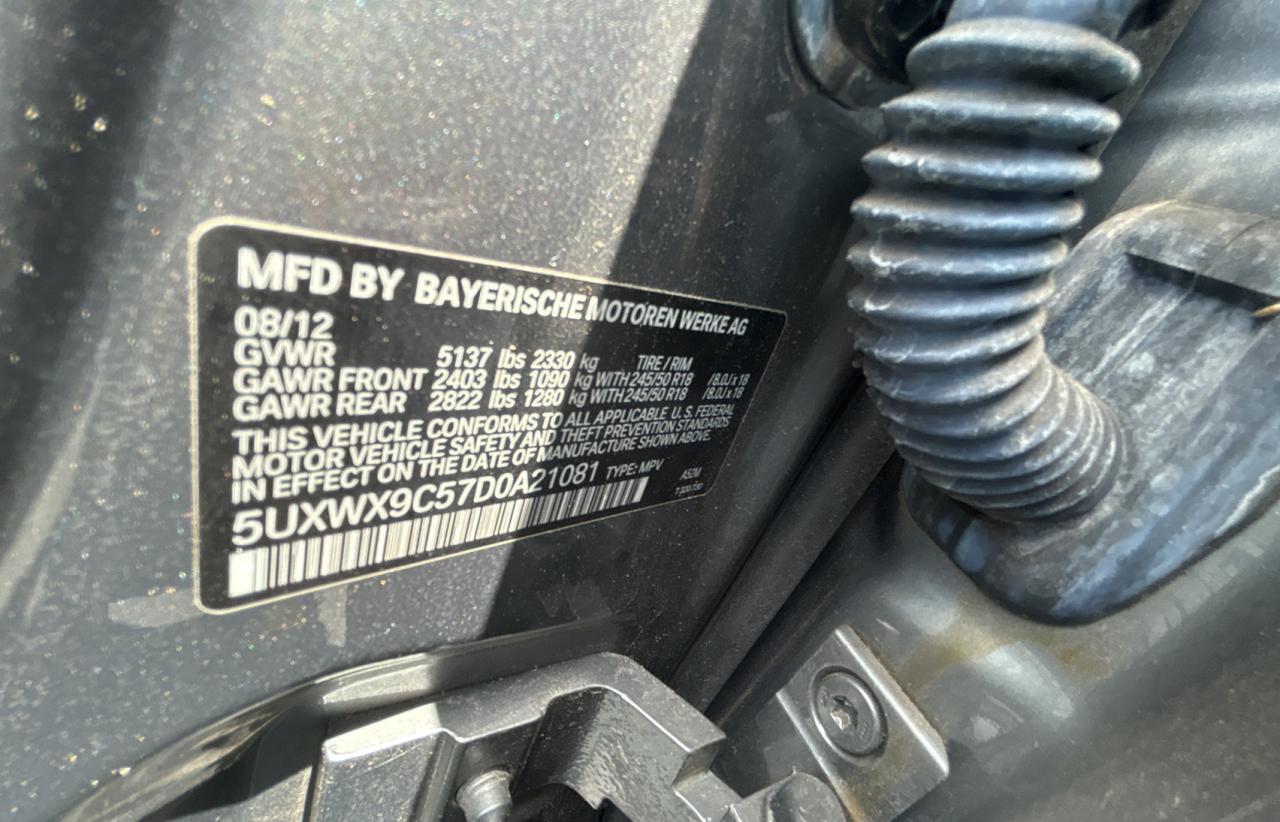 MFD BY BAYERISCHE MOTOREN WERKE AG
08/12
GVWR 5137 lbs 2330 kg TIRE / RIM
GAWR FRONT 2403 lbs 1090 kg WITH 245/50 R18 /8.0J x 18
GAWR REAR 2822 lbs 1280 kg WITH 245/50 R18 /8.0J x 18
THIS VEHICLE CONFORMS TO ALL APPLICABLE U.S. FEDERAL
MOTOR VEHICLE SAFETY AND THEFT PREVENTION STANDARDS
IN EFFECT ON THE DATE OF MANUFACTURE SHOWN ABOVE.
5UXWX9C57D0A21081 TYPE: MPV